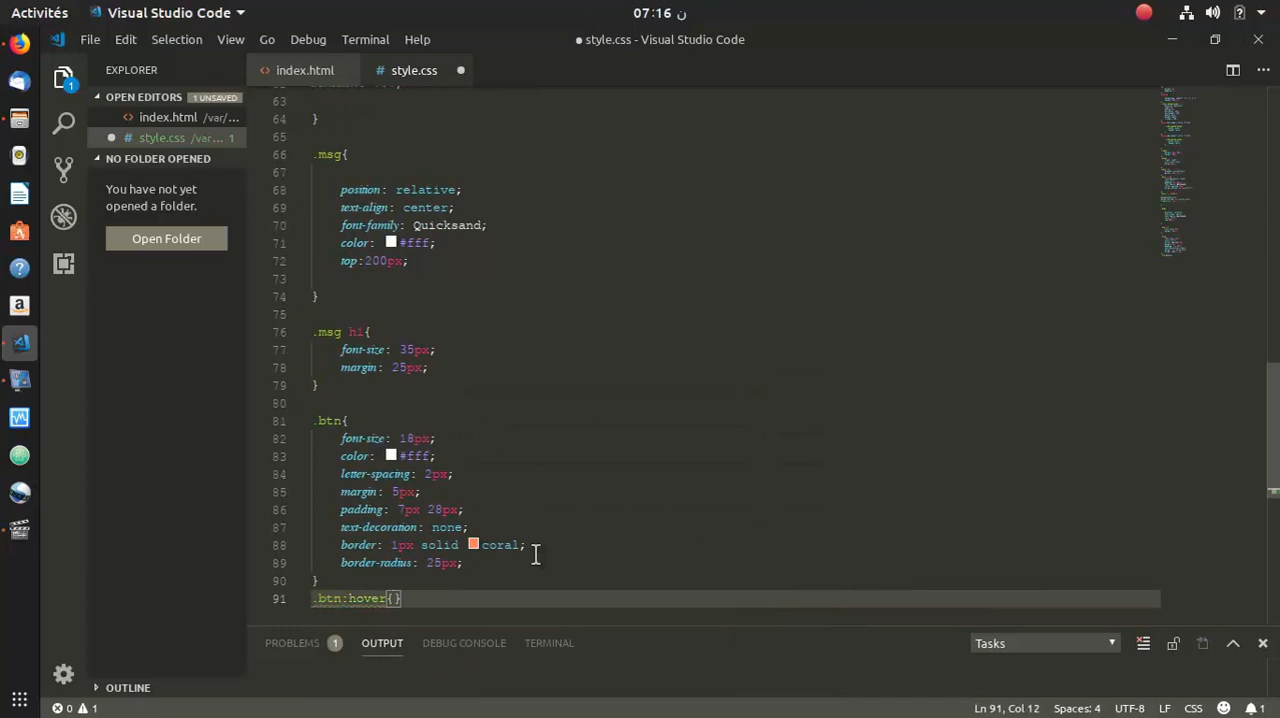 Activités
Visual Studio Code
07:16 ن
File Edit Selection View Go Debug Terminal Help
● style.css - Visual Studio Code
EXPLORER
<> index.html
# style.css ●
OPEN EDITORS 1 UNSAVED
<> index.html /var/...
● # style.css /var... 1
NO FOLDER OPENED
You have not yet
opened a folder.
Open Folder
63
64 }
65
66 .msg{
67
68 position: relative;
69 text-align: center;
70 font-family: Quicksand;
71 color: #fff;
72 top:200px;
73
74 }
75
76 .msg h1{
77 font-size: 35px;
78 margin: 25px;
79 }
80
81 .btn{
82 font-size: 18px;
83 color: #fff;
84 letter-spacing: 2px;
85 margin: 5px;
86 padding: 7px 28px;
87 text-decoration: none;
88 border: 1px solid coral;
89 border-radius: 25px;
90 }
91 .btn:hover{}
PROBLEMS 1 OUTPUT DEBUG CONSOLE TERMINAL
Tasks
OUTLINE
0 1
Ln 91, Col 12 Spaces: 4 UTF-8 LF CSS 1